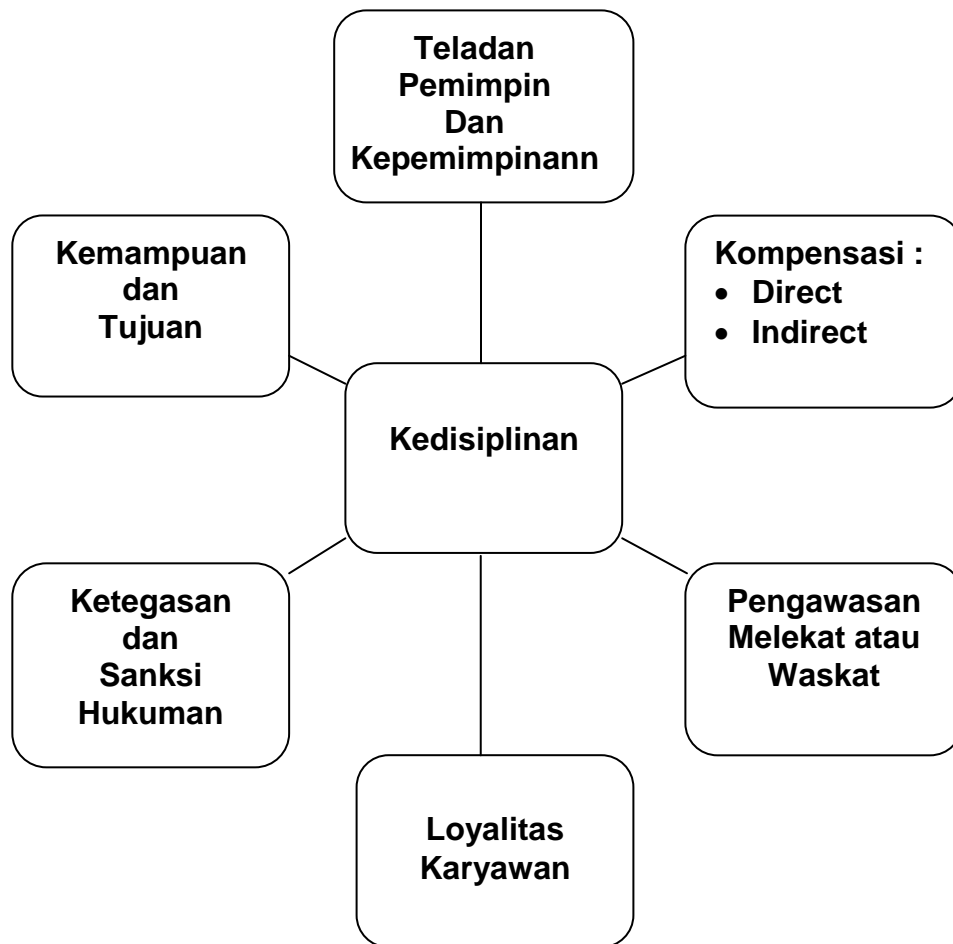 Teladan
Pemimpin
Dan
Kepemimpinann
Kemampuan
dan
Tujuan
Kompensasi :
• Direct
• Indirect
Kedisiplinan
Ketegasan
dan
Sanksi
Hukuman
Pengawasan
Melekat atau
Waskat
Loyalitas
Karyawan